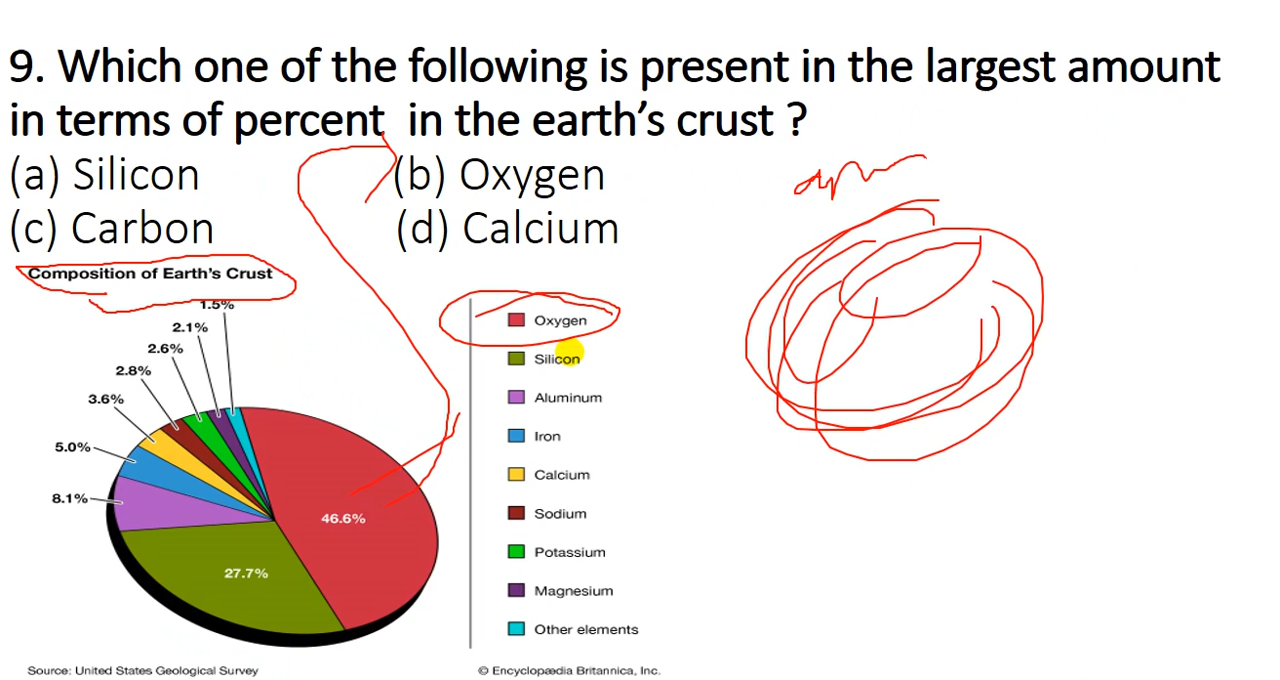 9. Which one of the following is present in the largest amount
in terms of percent in the earth's crust ?
(a) Silicon (b) Oxygen
(c) Carbon (d) Calcium
Composition of Earth's Crust
1.5%
2.1%
2.6%
2.8%
3.6%
5.0%
8.1%
46.6%
27.7%
Oxygen
Silicon
Aluminum
Iron
Calcium
Sodium
Potassium
Magnesium
Other elements
Source: United States Geological Survey
© Encyclopædia Britannica, Inc.